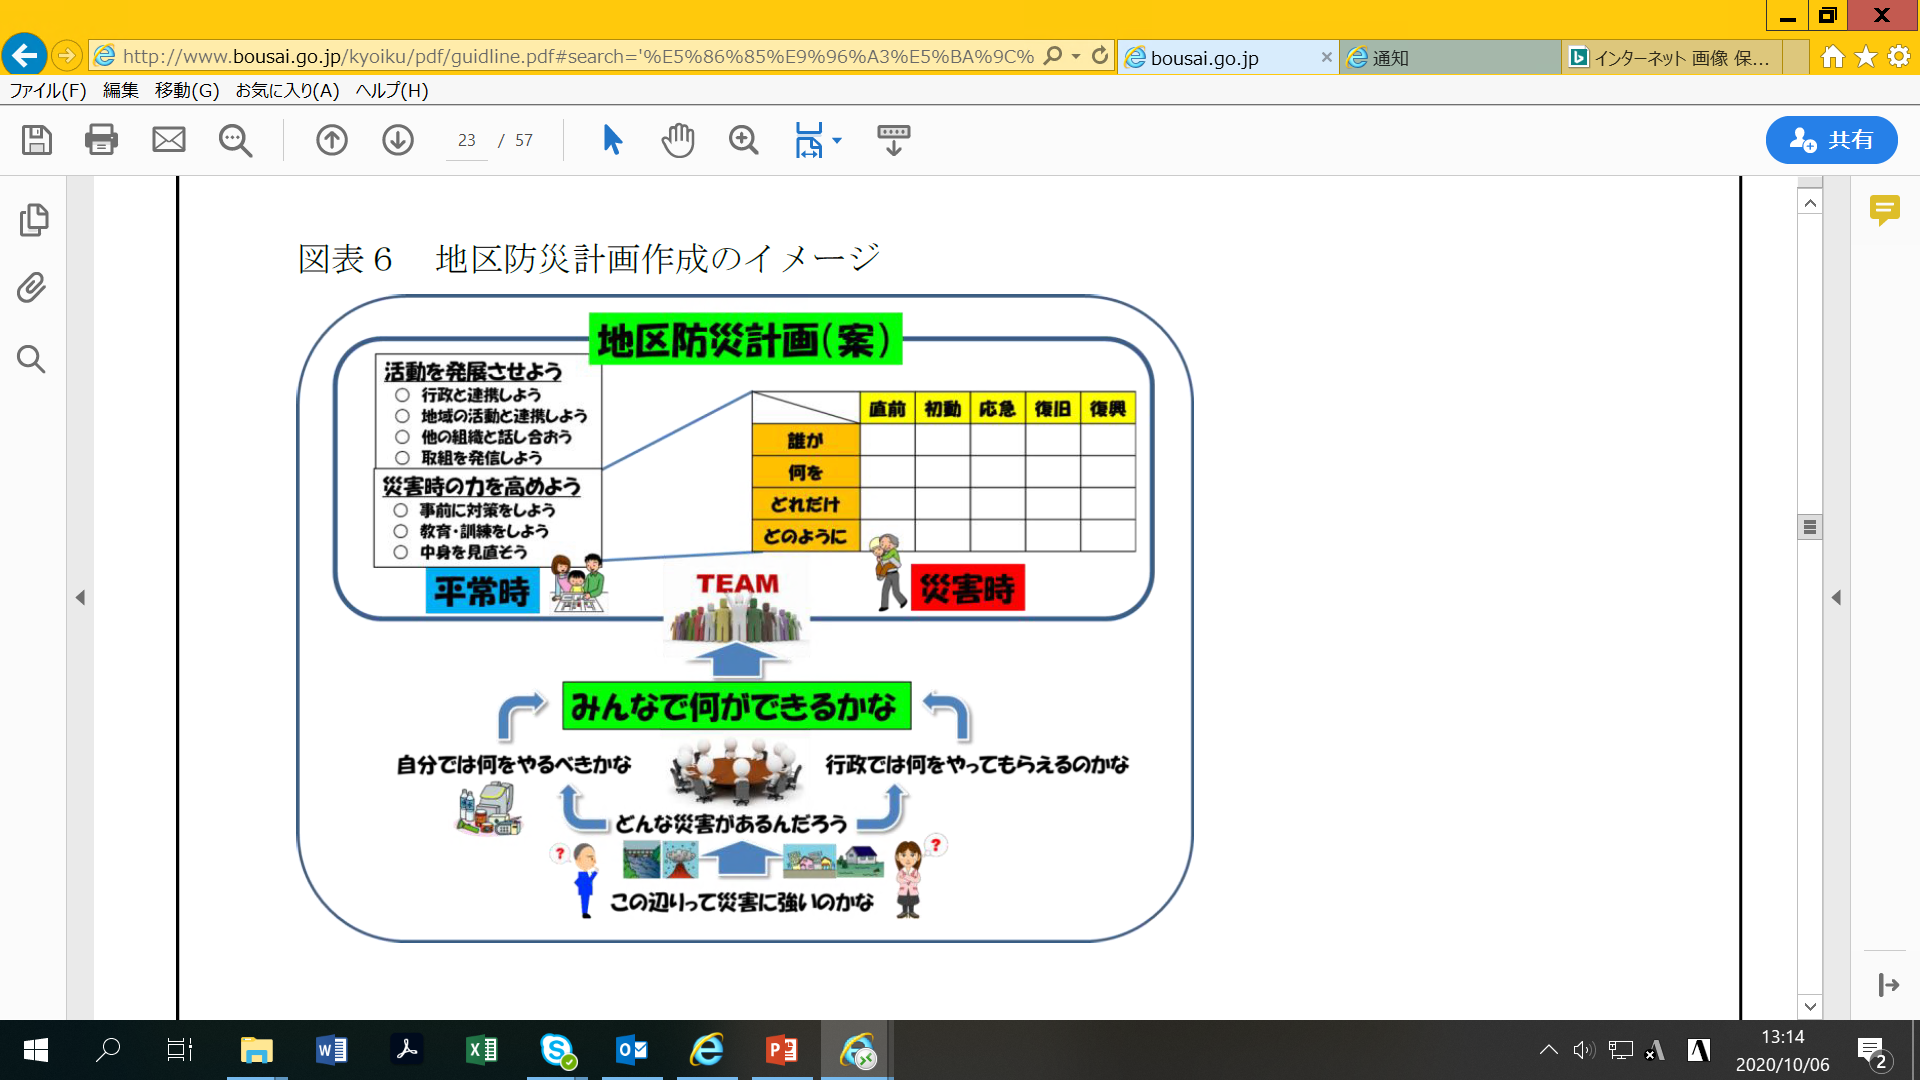 http://www.bousai.go.jp/kyoiku/pdf/guidline.pdf#search='%E5%86%85%E9%96%A3%E5%BA%9C%
bousai.go.jp
通知
インターネット 画像 保...
ファイル(F) 編集 移動(G) お気に入り(A) ヘルプ(H)
23 / 57
共有
図表６ 地区防災計画作成のイメージ
地区防災計画(案)
活動を発展させよう
○ 行政と連携しよう
○ 地域の活動と連携しよう
○ 他の組織と話し合おう
○ 取組を発信しよう
災害時の力を高めよう
○ 事前に対策をしよう
○ 教育・訓練をしよう
○ 中身を見直そう
平常時
直前 初動 応急 復旧 復興
誰が
何を
どれだけ
どのように
災害時
TEAM
みんなで何ができるかな
自分では何をやるべきかな
行政では何をやってもらえるのかな
どんな災害があるんだろう
?
?
この辺りって災害に強いのかな
13:14
2020/10/06
2